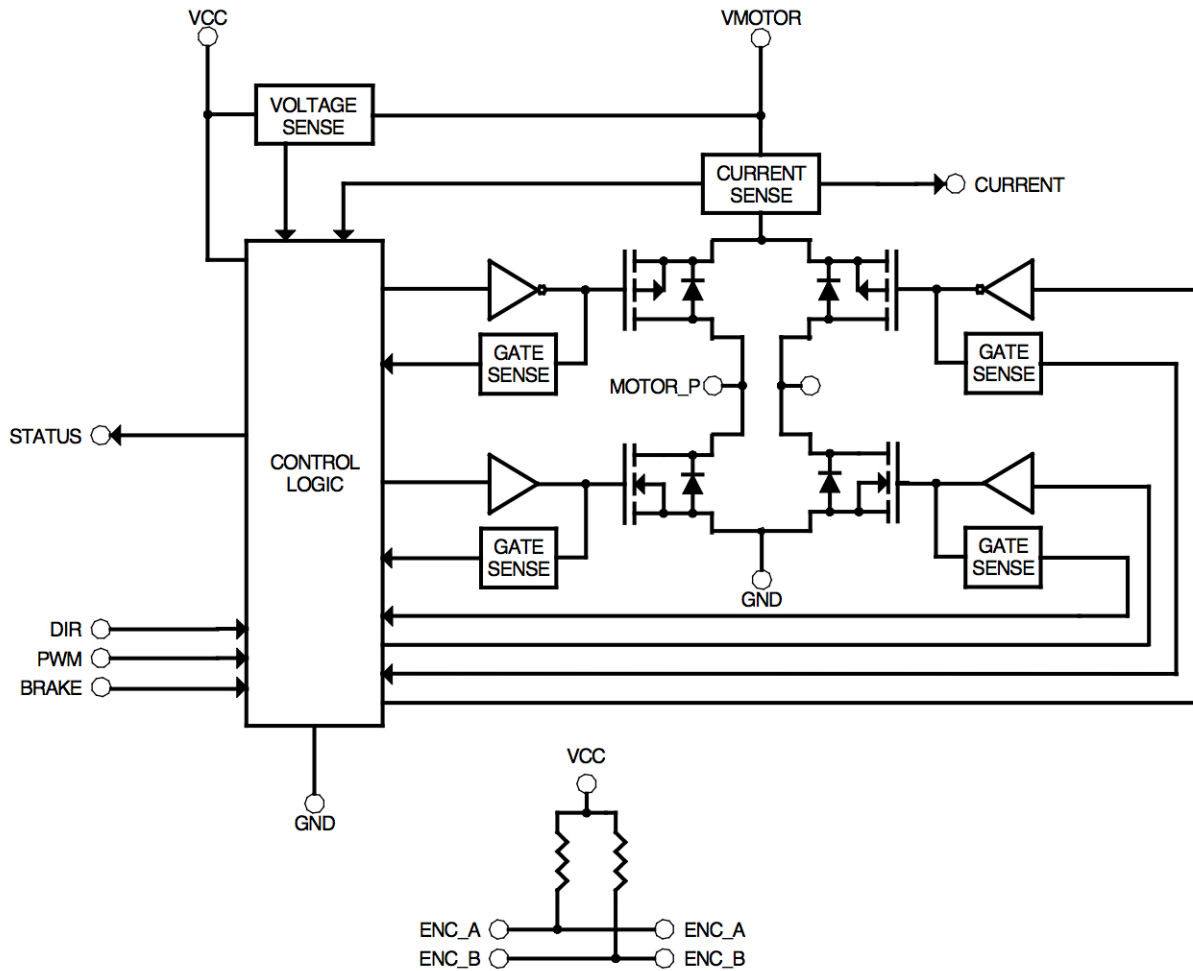 VCC
VMOTOR
VOLTAGE
SENSE
CURRENT
SENSE
CURRENT
GATE
SENSE
GATE
SENSE
MOTOR_P
STATUS
CONTROL
LOGIC
GATE
SENSE
GATE
SENSE
GND
DIR
PWM
BRAKE
GND
VCC
ENC_A
ENC_A
ENC_B
ENC_B